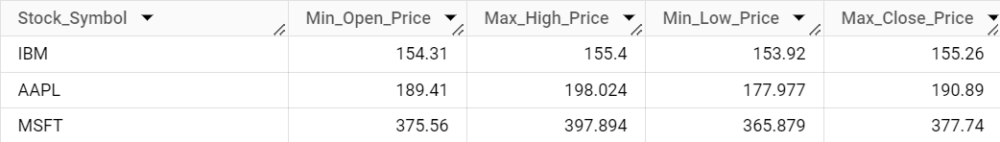 Stock_Symbol Min_Open_Price Max_High_Price Min_Low_Price Max_Close_Price
IBM 154.31 155.4 153.92 155.26
AAPL 189.41 198.024 177.977 190.89
MSFT 375.56 397.894 365.879 377.74